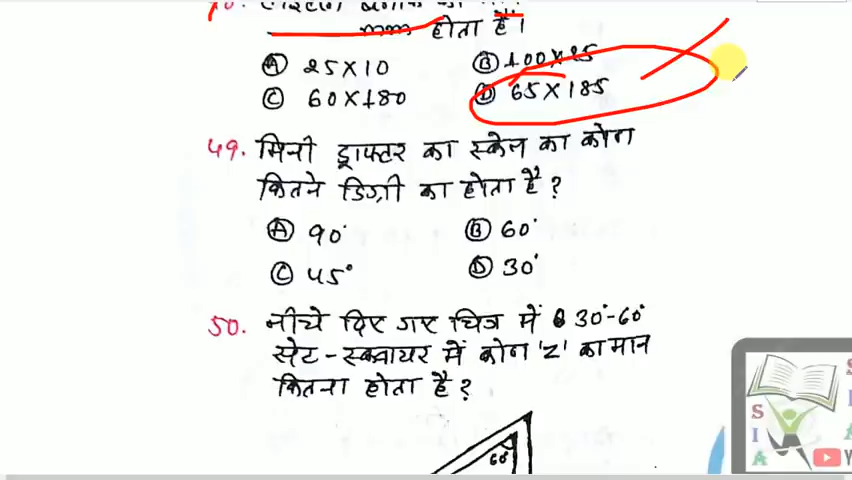 होता है।
Ⓐ 25×10
Ⓑ 100×25
Ⓒ 60×180
Ⓓ 65×185
49. मिनी ड्राफ्टर का स्केल का कोण
कितने डिग्री का होता है?
Ⓐ 90°
Ⓑ 60°
Ⓒ 45°
Ⓓ 30°
50. नीचे दिए गए चित्र में 30°-60°
सेट-स्क्वायर में कोण 'Z' का मान
कितना होता है?
60°
S
I
A